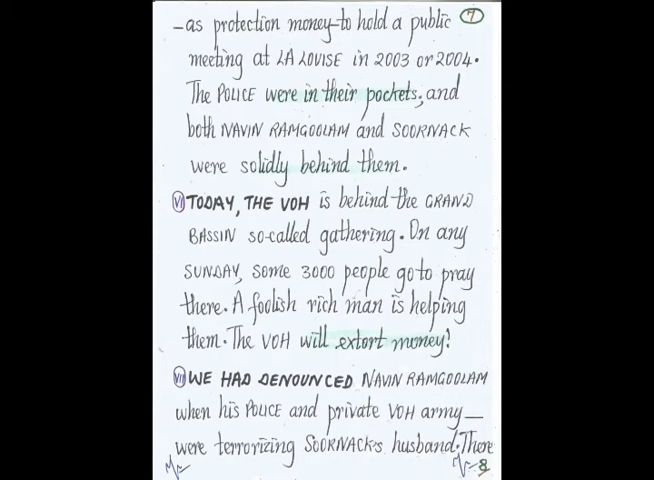 -as protection money-to hold a public 7
meeting at LA LOUISE in 2003 or 2004.
The POLICE were in their pockets, and
both NAVIN RAMGOOLAM and SOORNACK
were solidly behind them.
VI TODAY, THE VOH is behind the GRAND
BASSIN so-called gathering. On any
SUNDAY, some 3000 people go to pray
there. A foolish rich man is helping
them. The VOH will extort money!
VII WE HAD DENOUNCED NAVIN RAMGOOLAM
when his POLICE and private VOH army—
were terrorizing SOORNACK's husband. There
8